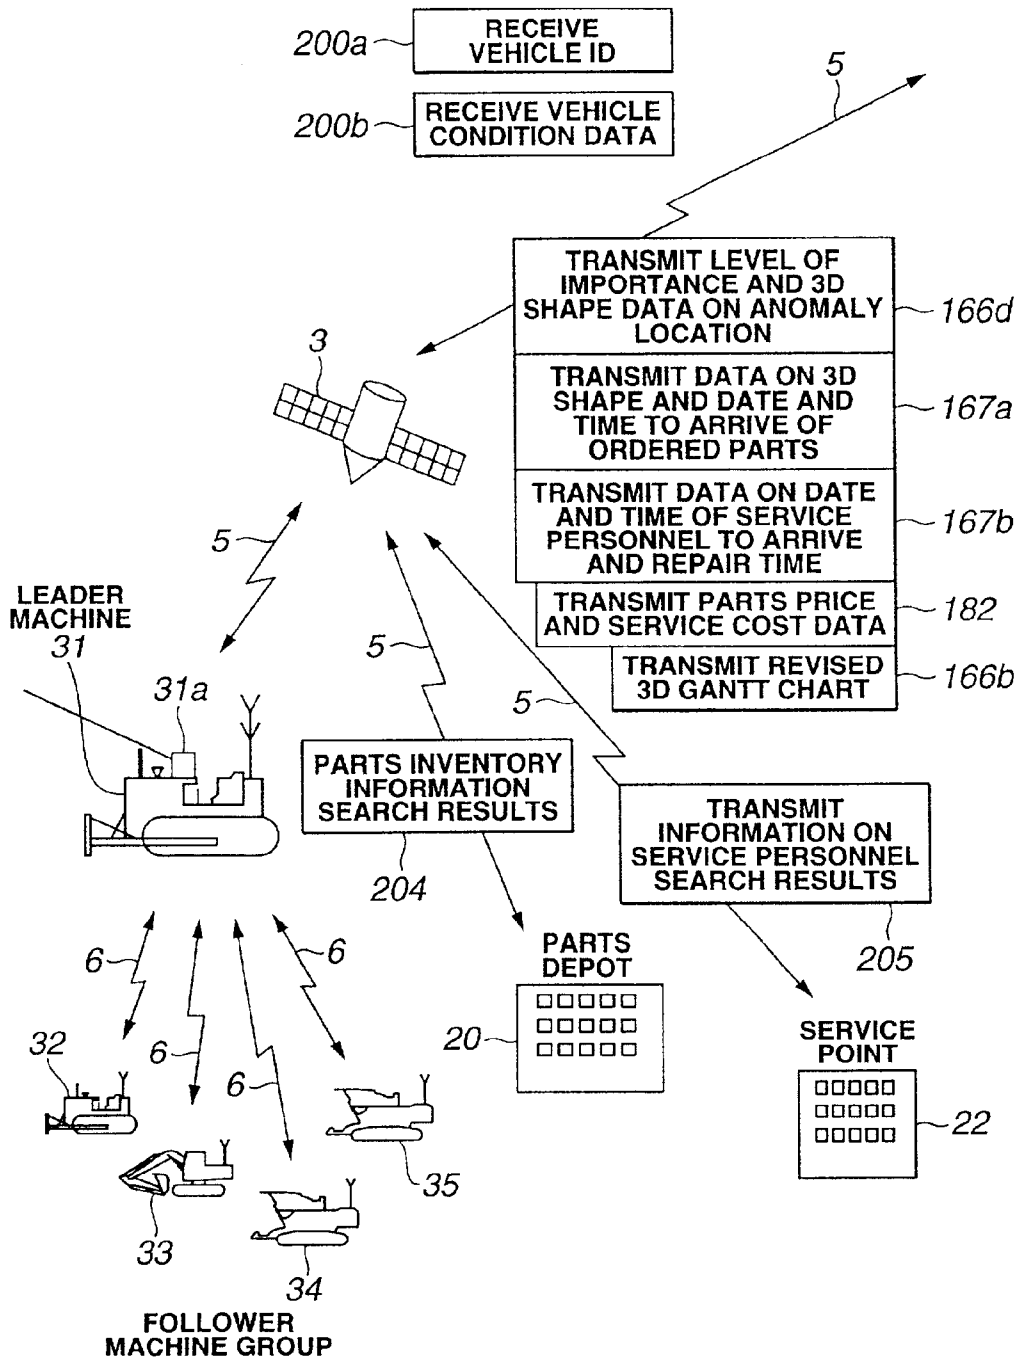 200a
RECEIVE
VEHICLE ID
200b
RECEIVE VEHICLE
CONDITION DATA
5
TRANSMIT LEVEL OF
IMPORTANCE AND 3D
SHAPE DATA ON ANOMALY
LOCATION
166d
TRANSMIT DATA ON 3D
SHAPE AND DATE AND
TIME TO ARRIVE OF
ORDERED PARTS
167a
TRANSMIT DATA ON DATE
AND TIME OF SERVICE
PERSONNEL TO ARRIVE
AND REPAIR TIME
167b
TRANSMIT PARTS PRICE
AND SERVICE COST DATA
182
TRANSMIT REVISED
3D GANTT CHART
166b
3
5
5
5
LEADER
MACHINE
31
31a
PARTS INVENTORY
INFORMATION
SEARCH RESULTS
204
TRANSMIT
INFORMATION ON
SERVICE PERSONNEL
SEARCH RESULTS
205
PARTS
DEPOT
20
SERVICE
POINT
22
6
6
6
6
32
33
34
35
FOLLOWER
MACHINE GROUP